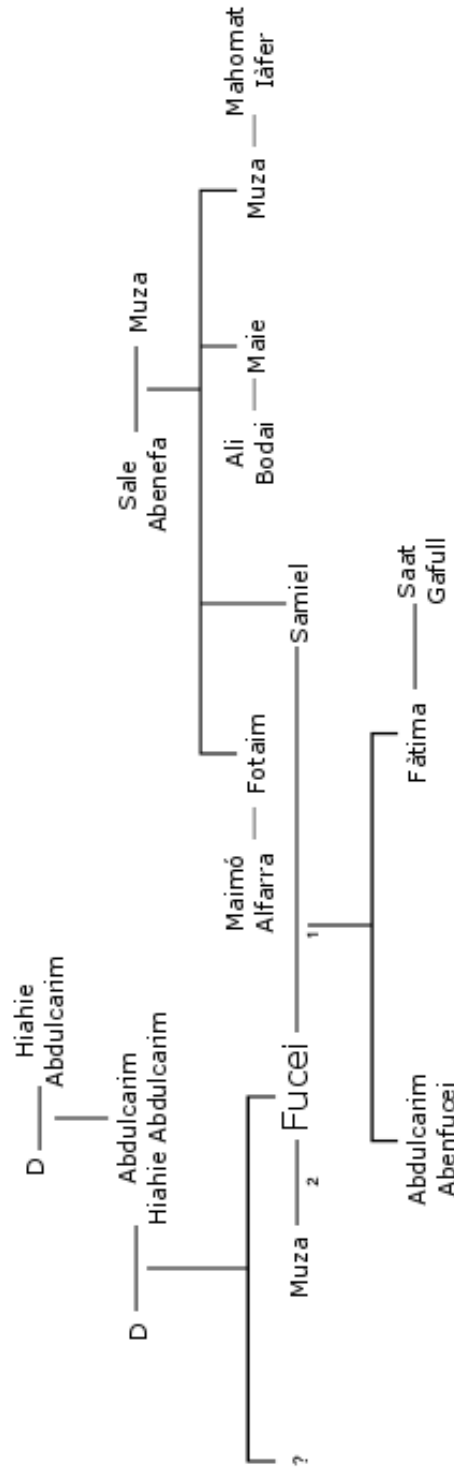 D
Hiahie
Abdulcarim
D
Abdulcarim
Hiahie Abdulcarim
Sale
Abenefa
Muza
Maimó
Alfarra
Fotaim
Ali
Bodai
Maie
Muza
Mahomat
Iàfer
?
Muza
2
Fucei
1
Samiel
Abdulcarim
Abenfucei
Fàtima
Saat
Gafull